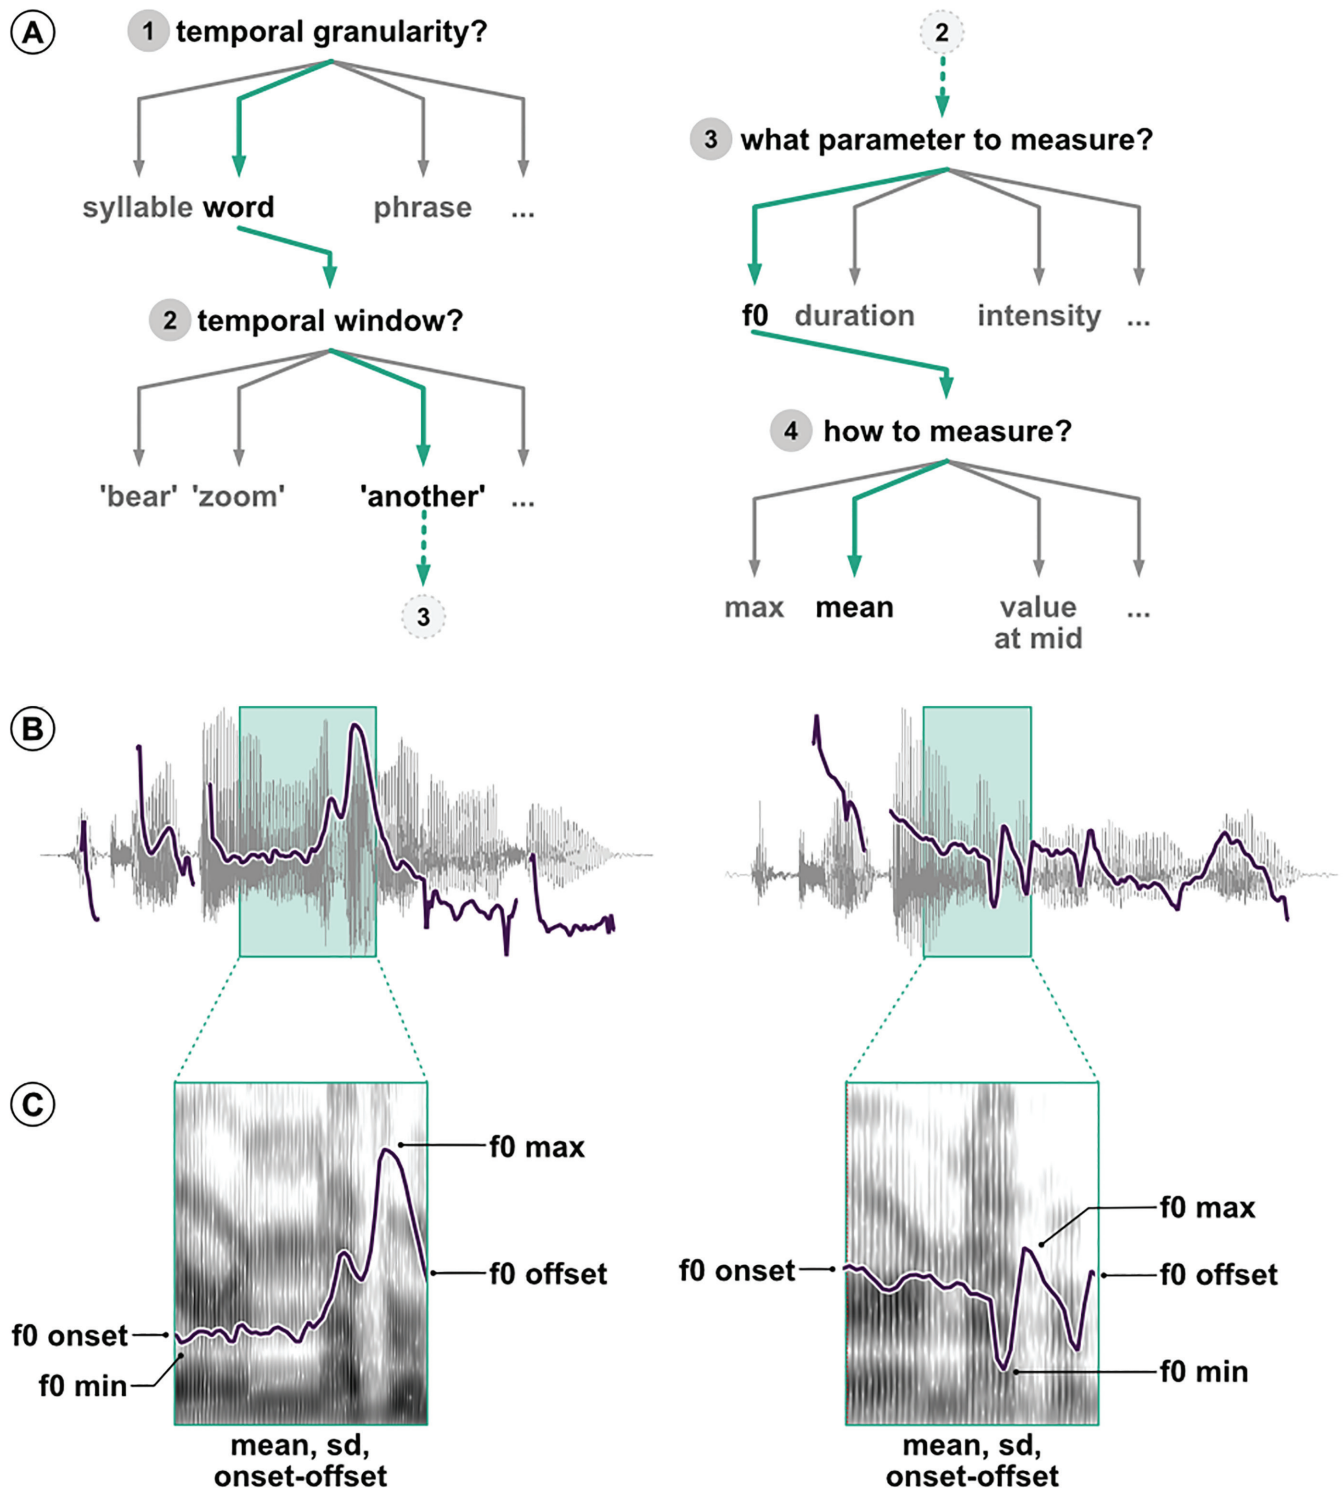 A
1 temporal granularity?
syllable word phrase ...
2 temporal window?
'bear' 'zoom' 'another' ...
3
2
3 what parameter to measure?
f0 duration intensity ...
4 how to measure?
max mean value ...
at mid
B
C
f0 max
f0 offset
f0 onset
f0 min
mean, sd,
onset-offset
f0 max
f0 onset
f0 offset
f0 min
mean, sd,
onset-offset